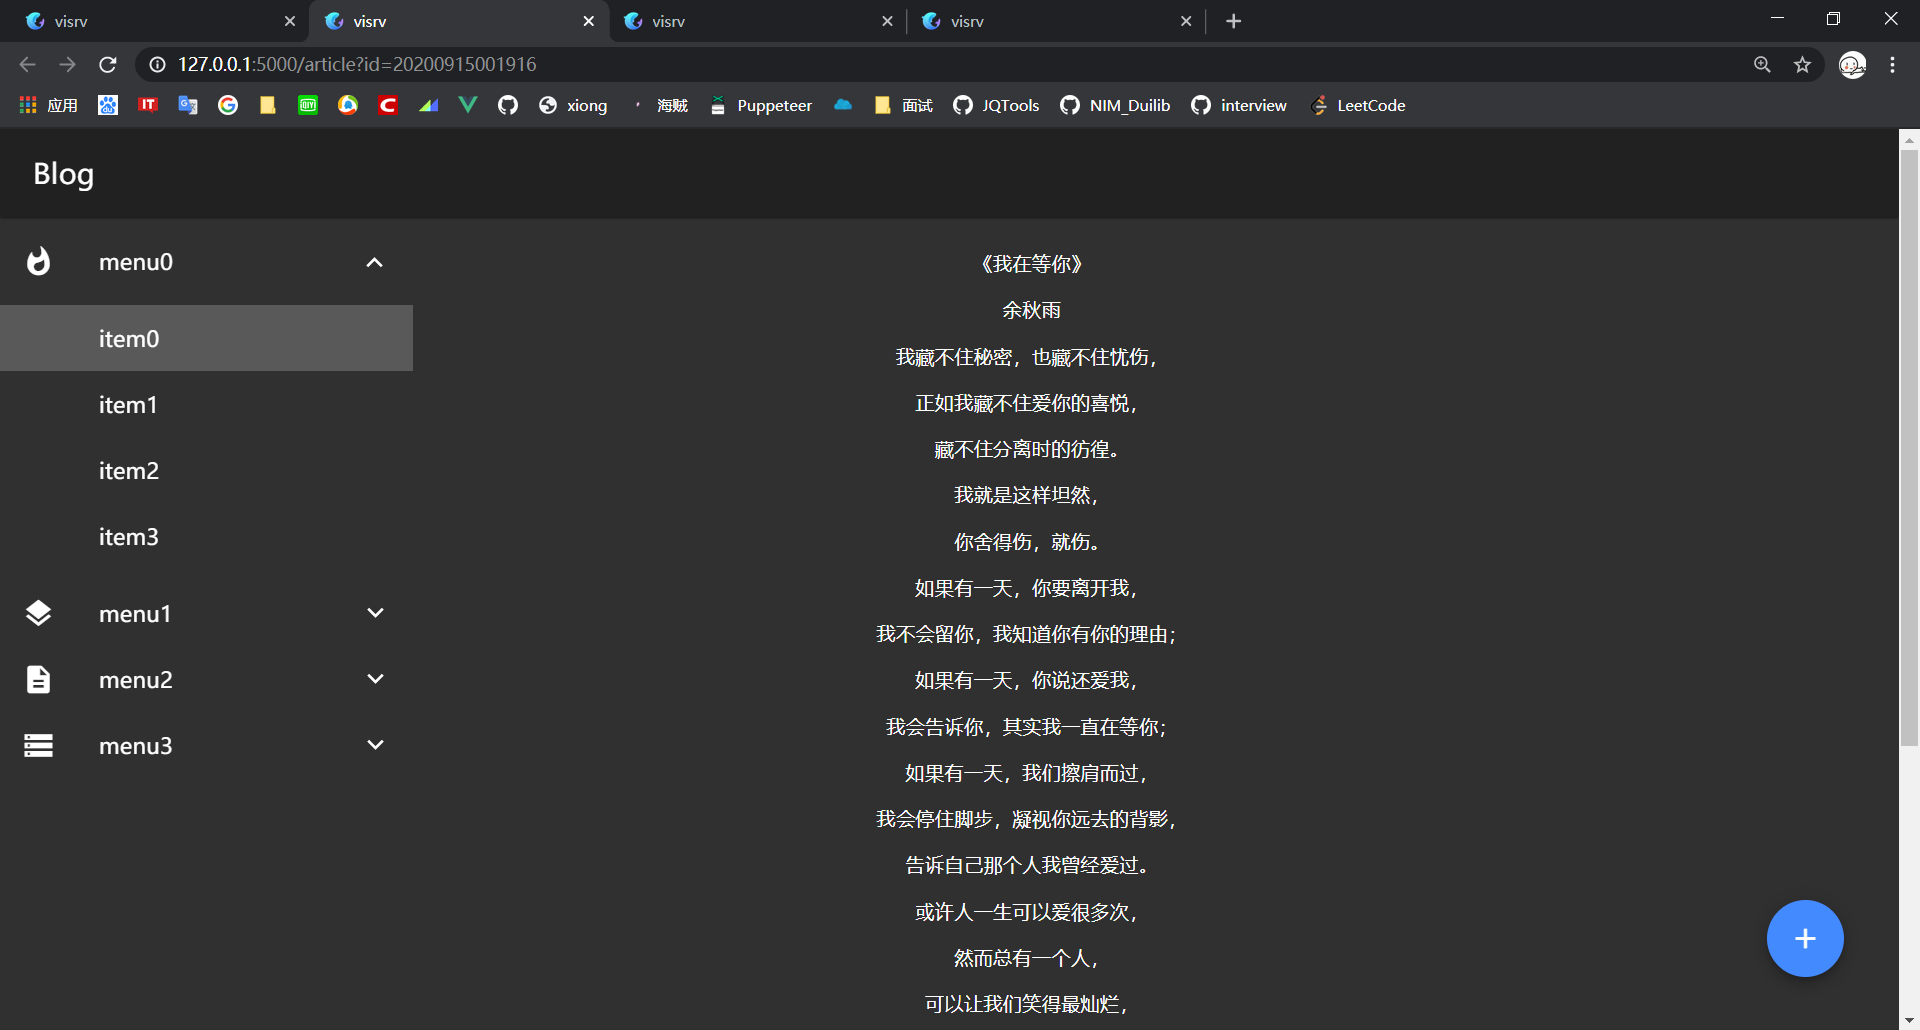 visrv
visrv
visrv
visrv
127.0.0.1:5000/article?id=20200915001916
应用
IT
xiong
海贼
Puppeteer
面试
JQTools
NIM_Duilib
interview
LeetCode
Blog
menu0
item0
item1
item2
item3
menu1
menu2
menu3
《我在等你》
余秋雨
我藏不住秘密，也藏不住忧伤，
正如我藏不住爱你的喜悦，
藏不住分离时的彷徨。
我就是这样坦然，
你舍得伤，就伤。
如果有一天，你要离开我，
我不会留你，我知道你有你的理由；
如果有一天，你说还爱我，
我会告诉你，其实我一直在等你；
如果有一天，我们擦肩而过，
我会停住脚步，凝视你远去的背影，
告诉自己那个人我曾经爱过。
或许人一生可以爱很多次，
然而总有一个人，
可以让我们笑得最灿烂，